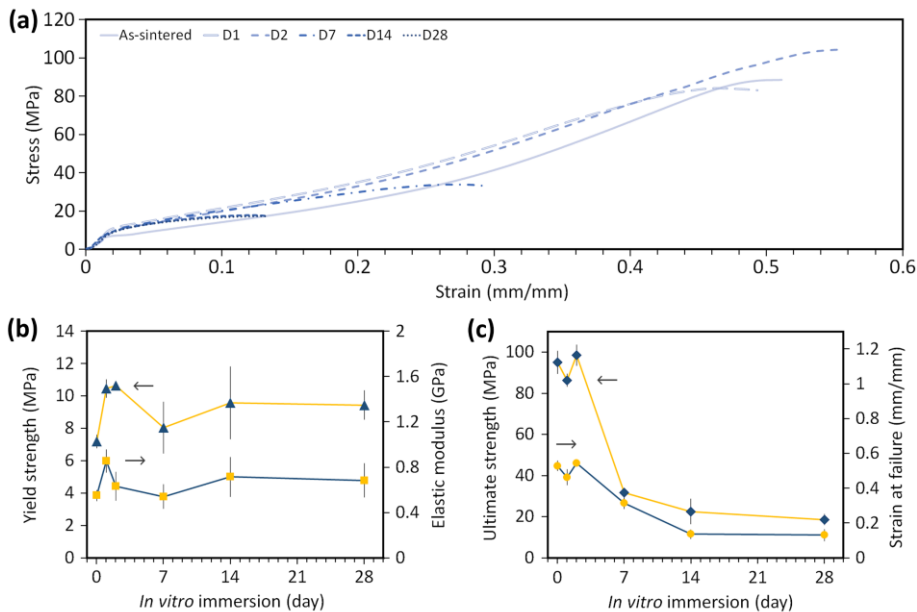 (a)
120
100
80
60
40
20
0
Stress (MPa)
As-sintered D1 D2 D7 D14 D28
0 0.1 0.2 0.3 0.4 0.5 0.6
Strain (mm/mm)
(b)
14
12
10
8
6
4
2
0
Yield strength (MPa)
2
1.6
1.2
0.8
0.4
0
Elastic modulus (GPa)
0 7 14 21 28
In vitro immersion (day)
(c)
100
80
60
40
20
0
Ultimate strength (MPa)
1.2
1
0.8
0.6
0.4
0.2
0
Strain at failure (mm/mm)
0 7 14 21 28
In vitro immersion (day)